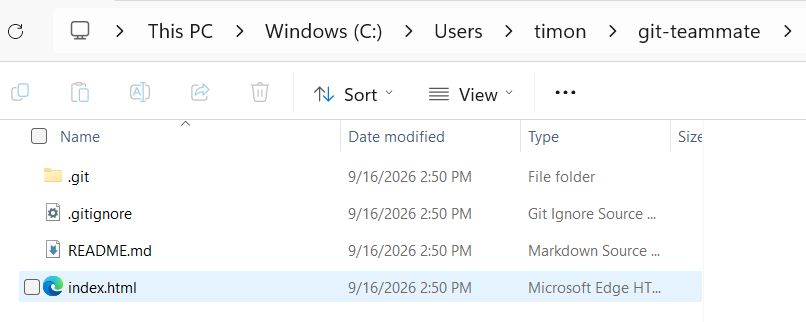 This PC > Windows (C:) > Users > timon > git-teammate >
Sort View ...
Name Date modified Type Size
.git 9/16/2026 2:50 PM File folder
.gitignore 9/16/2026 2:50 PM Git Ignore Source ...
README.md 9/16/2026 2:50 PM Markdown Source ...
index.html 9/16/2026 2:50 PM Microsoft Edge HT...